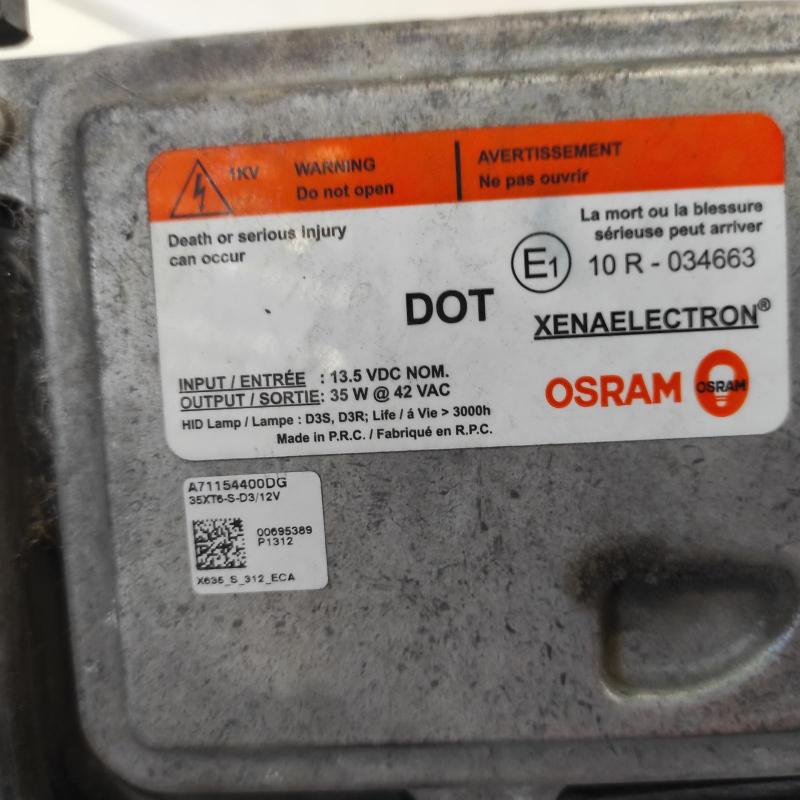 1KV
WARNING
Do not open
AVERTISSEMENT
Ne pas ouvrir
Death or serious injury
can occur
La mort ou la blessure
sérieuse peut arriver
E1 10 R - 034663
DOT
XENAELECTRON®
INPUT / ENTRÉE : 13.5 VDC NOM.
OUTPUT / SORTIE: 35 W @ 42 VAC
HID Lamp / Lampe : D3S, D3R; Life / á Vie > 3000h
Made in P.R.C. / Fabriqué en R.P.C.
OSRAM OSRAM
A71154400DG
35XT6-S-D3/12V
00695389
P1312
X635_S_312_ECA